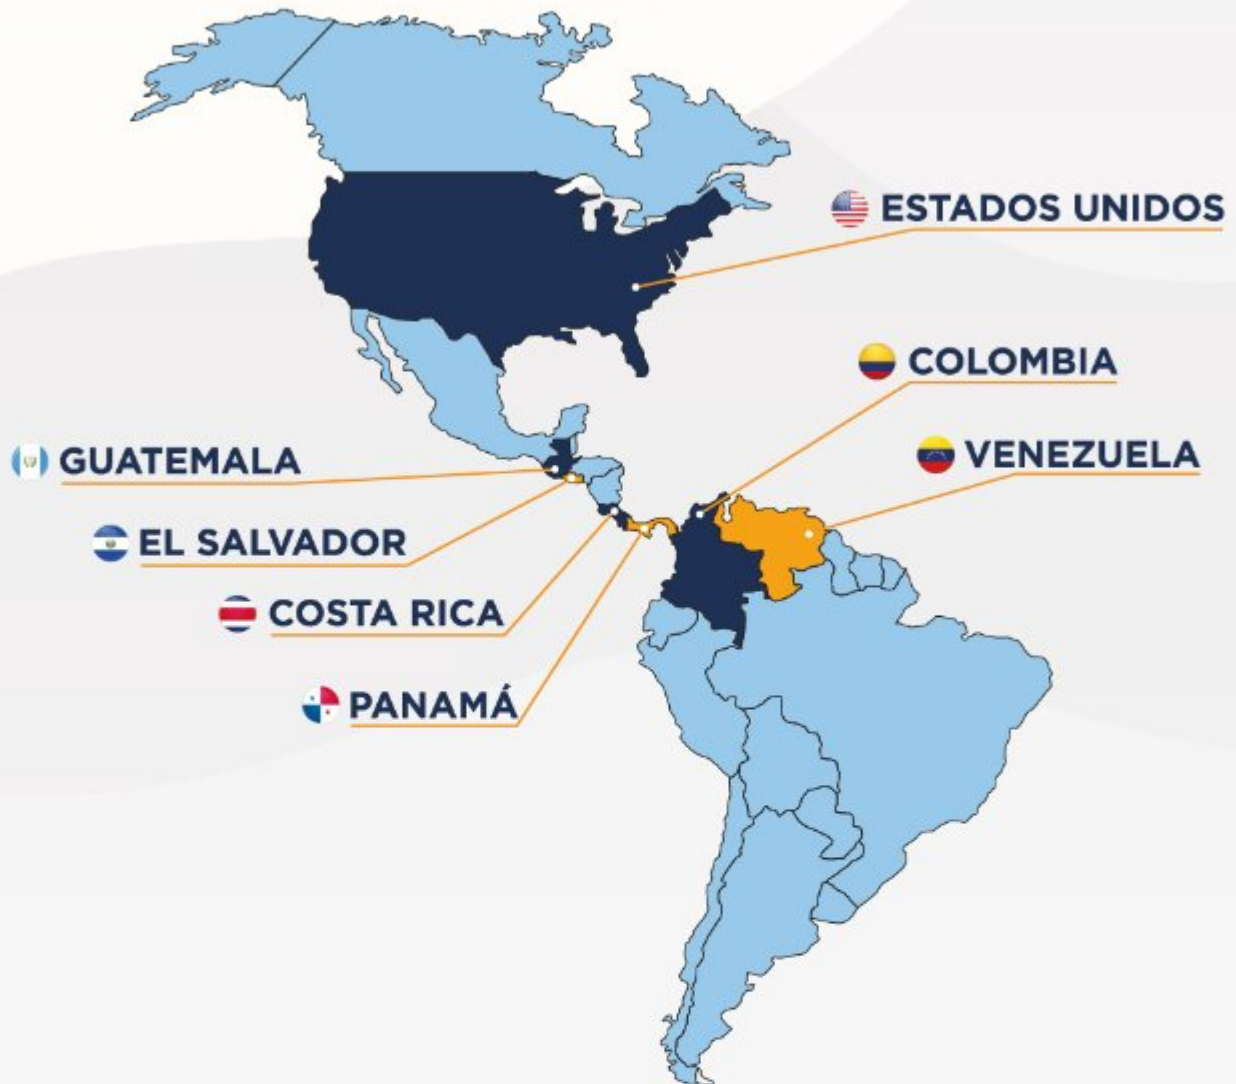 ESTADOS UNIDOS
COLOMBIA
VENEZUELA
GUATEMALA
EL SALVADOR
COSTA RICA
PANAMÁ